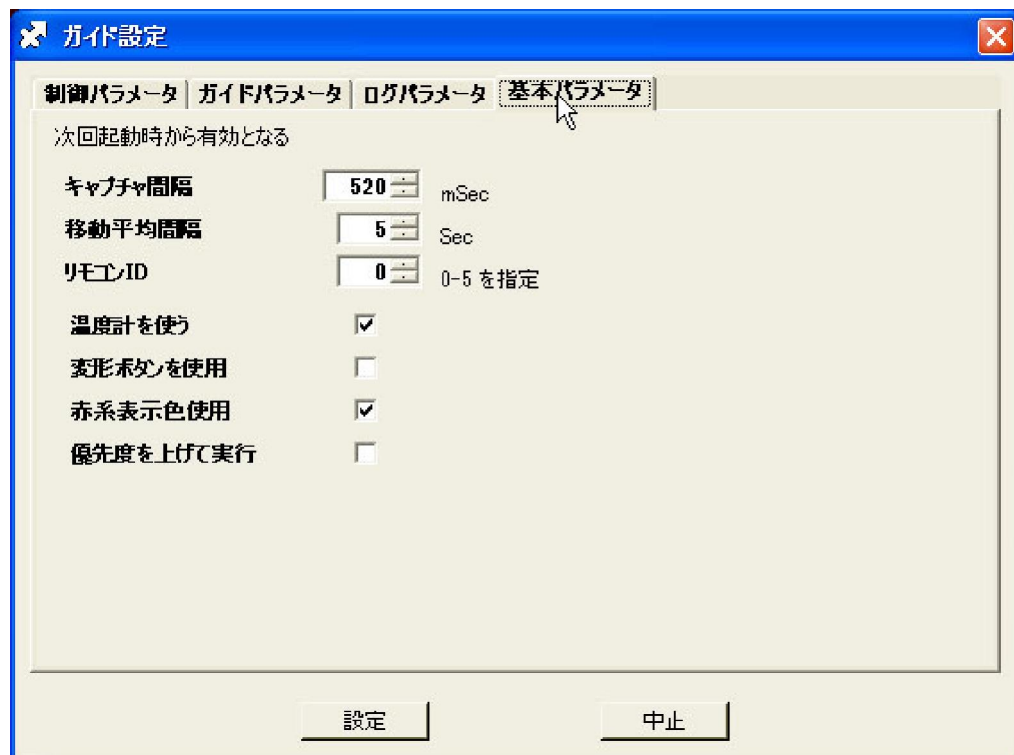 ガイド設定
制御パラメータ ガイドパラメータ ログパラメータ 基本パラメータ
次回起動時から有効となる
キャプチャ間隔 520 mSec
移動平均間隔 5 Sec
リモコンID 0 0-5 を指定
温度計を使う
変形ボタンを使用
赤系表示色使用
優先度を上げて実行
設定 中止